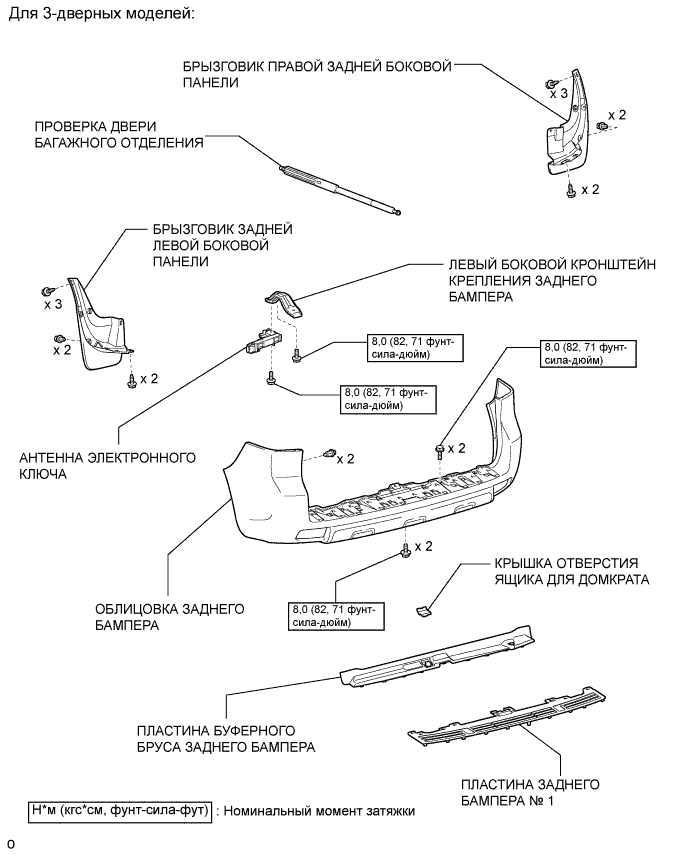 Для 3-дверных моделей:
БРЫЗГОВИК ПРАВОЙ ЗАДНЕЙ БОКОВОЙ
ПАНЕЛИ
x 3
x 2
x 2
ПРОВЕРКА ДВЕРИ
БАГАЖНОГО ОТДЕЛЕНИЯ
БРЫЗГОВИК ЗАДНЕЙ
ЛЕВОЙ БОКОВОЙ
ПАНЕЛИ
x 3
x 2
x 2
ЛЕВЫЙ БОКОВОЙ КРОНШТЕЙН
КРЕПЛЕНИЯ ЗАДНЕГО
БАМПЕРА
8,0 (82, 71 фунт-
сила-дюйм)
8,0 (82, 71 фунт-
сила-дюйм)
8,0 (82, 71 фунт-
сила-дюйм)
АНТЕННА ЭЛЕКТРОННОГО
КЛЮЧА
x 2
x 2
x 2
КРЫШКА ОТВЕРСТИЯ
ЯЩИКА ДЛЯ ДОМКРАТА
ОБЛИЦОВКА ЗАДНЕГО
БАМПЕРА
8,0 (82, 71 фунт-
сила-дюйм)
ПЛАСТИНА БУФЕРНОГО
БРУСА ЗАДНЕГО БАМПЕРА
ПЛАСТИНА ЗАДНЕГО
БАМПЕРА № 1
Н*м (кгс*см, фунт-сила-фут) : Номинальный момент затяжки
o